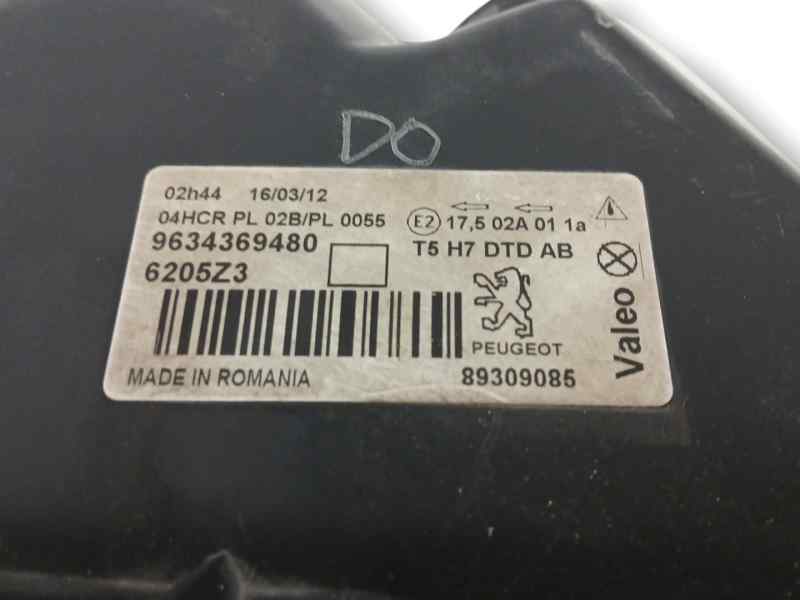 DO
02h44 16/03/12
04HCR PL 02B/PL 0055 E2 17,5 02A 01 1a
9634369480 T5 H7 DTD AB
6205Z3
PEUGEOT
Valeo
MADE IN ROMANIA 89309085